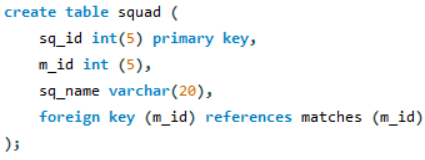 create table squad (
sq_id int(5) primary key,
m_id int (5),
sq_name varchar(20),
foreign key (m_id) references matches (m_id)
);